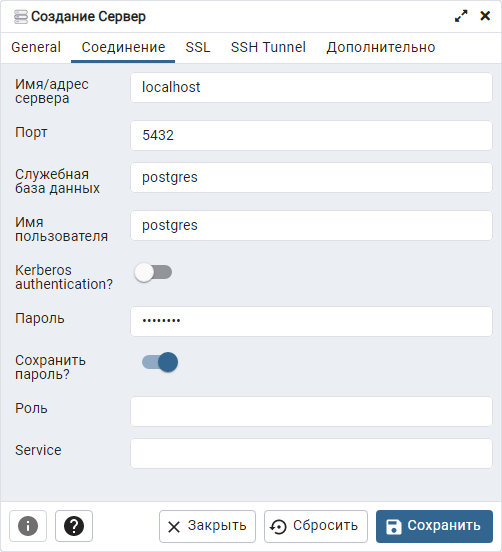 Создание Сервер
General Соединение SSL SSH Tunnel Дополнительно
Имя/адрес
сервера
localhost
Порт
5432
Служебная
база данных
postgres
Имя
пользователя
postgres
Kerberos
authentication?
Пароль
••••••••
Сохранить
пароль?
Роль
Service
Закрыть Сбросить Сохранить